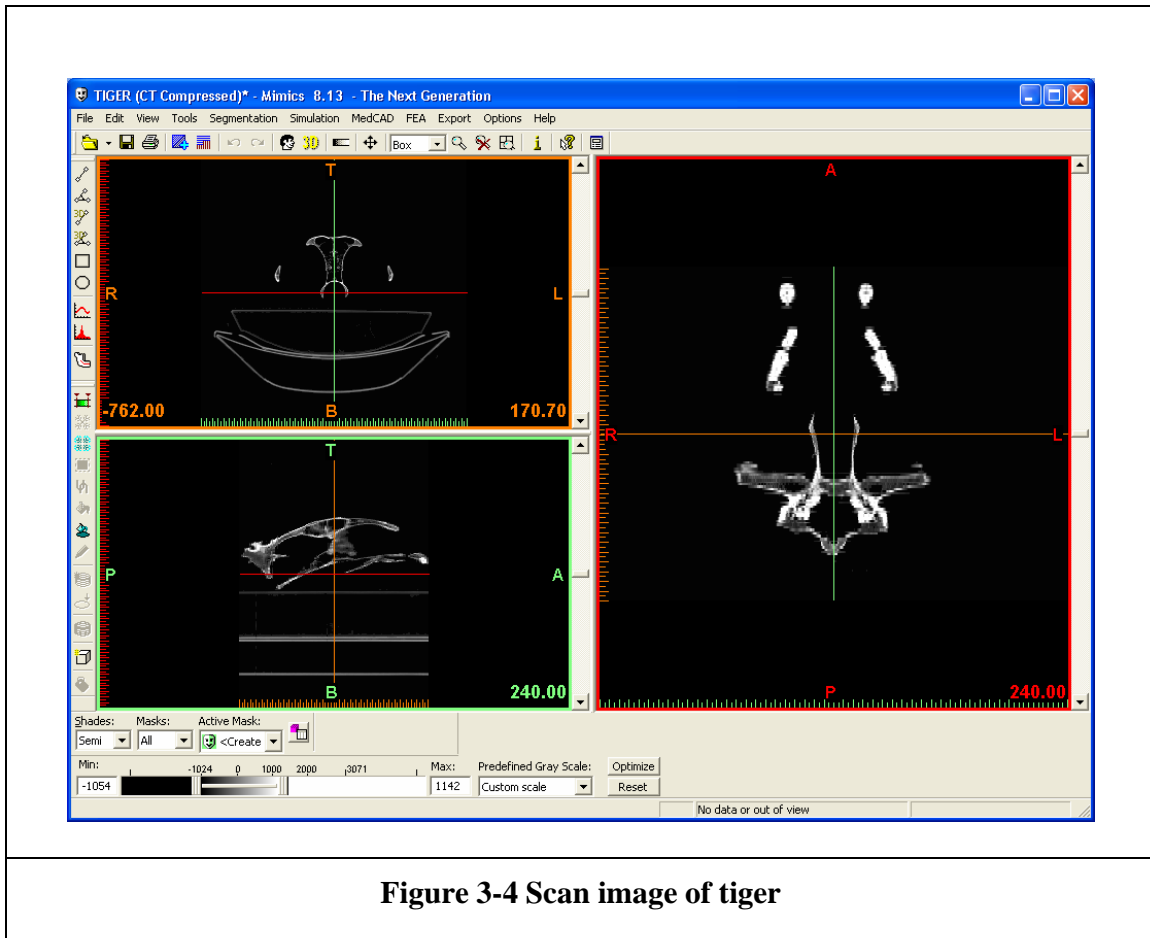 TIGER (CT Compressed)* - Mimics 8.13 - The Next Generation
File Edit View Tools Segmentation Simulation MedCAD FEA Export Options Help
3D Box
T
R
L
-762.00
B
170.70
T
P
A
B
240.00
A
R
L
P
240.00
3D
3D
Shades: Masks: Active Mask:
Semi All <Create
Min: -1024 0 1000 2000 3071 Max: Predefined Gray Scale: Optimize
-1054 1142 Custom scale Reset
No data or out of view
Figure 3-4 Scan image of tiger